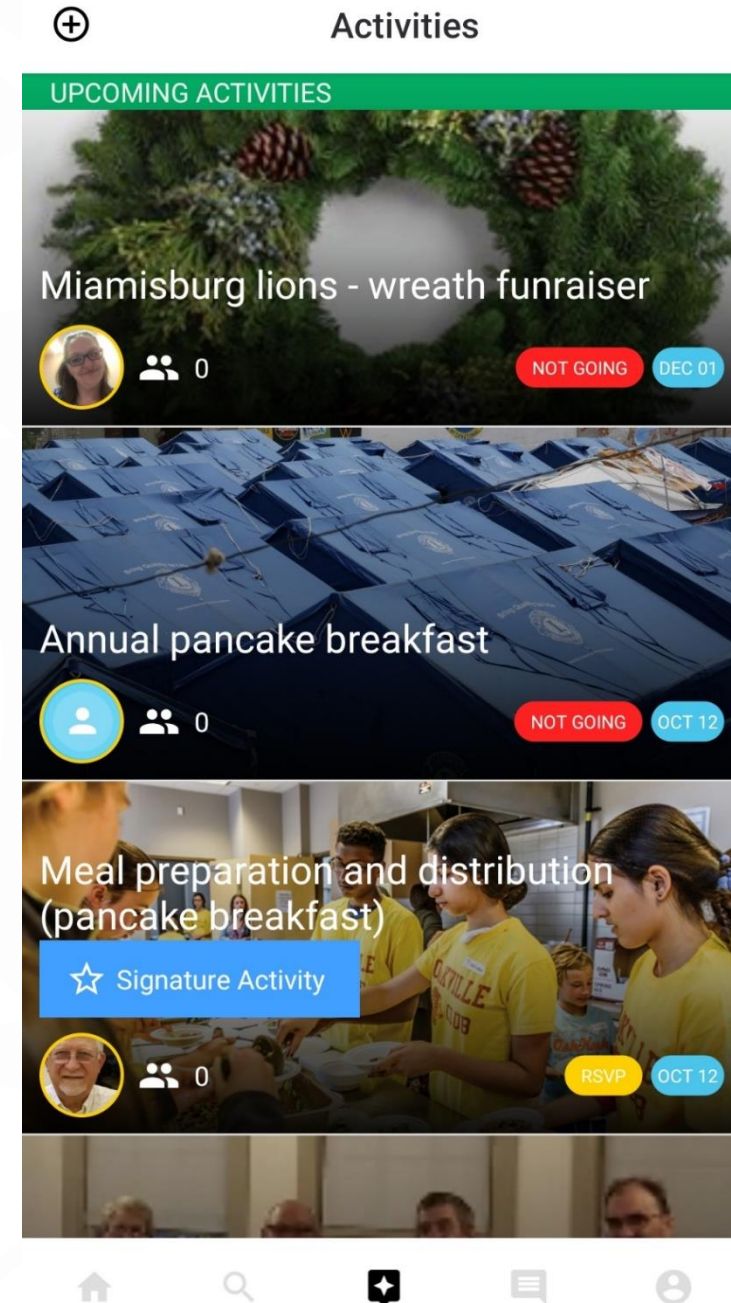 Activities
UPCOMING ACTIVITIES
Miamisburg lions - wreath funraiser
0
NOT GOING
DEC 01
Annual pancake breakfast
0
NOT GOING
OCT 12
Meal preparation and distribution
(pancake breakfast)
Signature Activity
0
RSVP
OCT 12